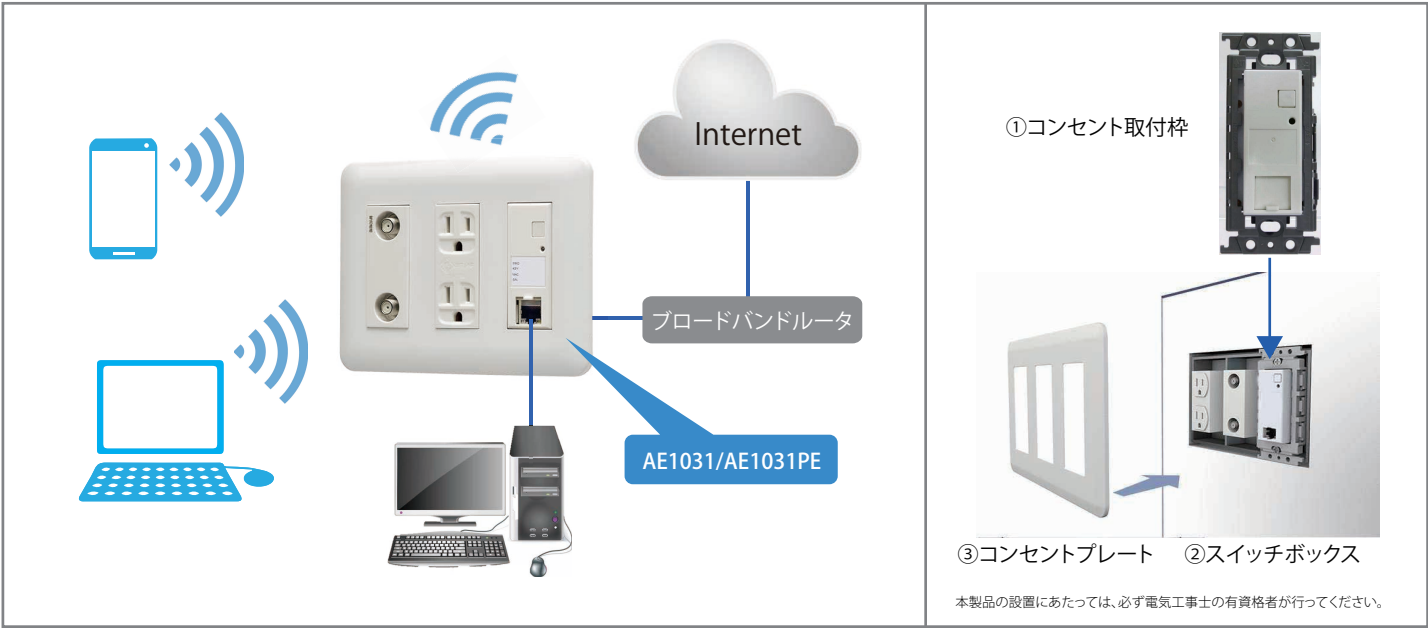 Internet
ブロードバンドルータ
AE1031/AE1031PE
①コンセント取付枠
③コンセントプレート
②スイッチボックス
本製品の設置にあたっては、必ず電気工事士の有資格者が行ってください。